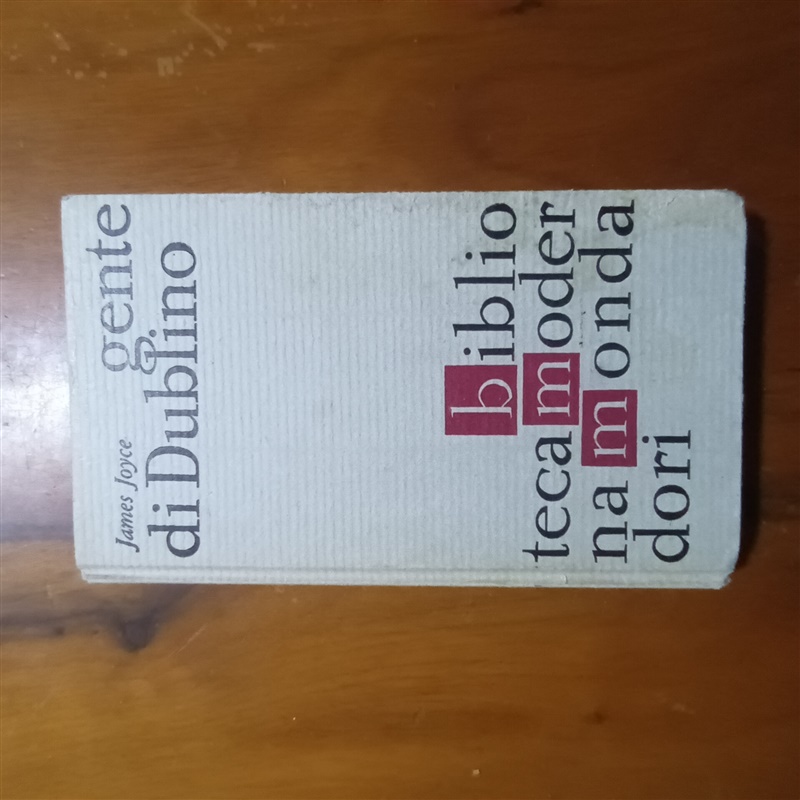 James Joyce gente
di Dublino
biblio
teca moder
na monda
dori